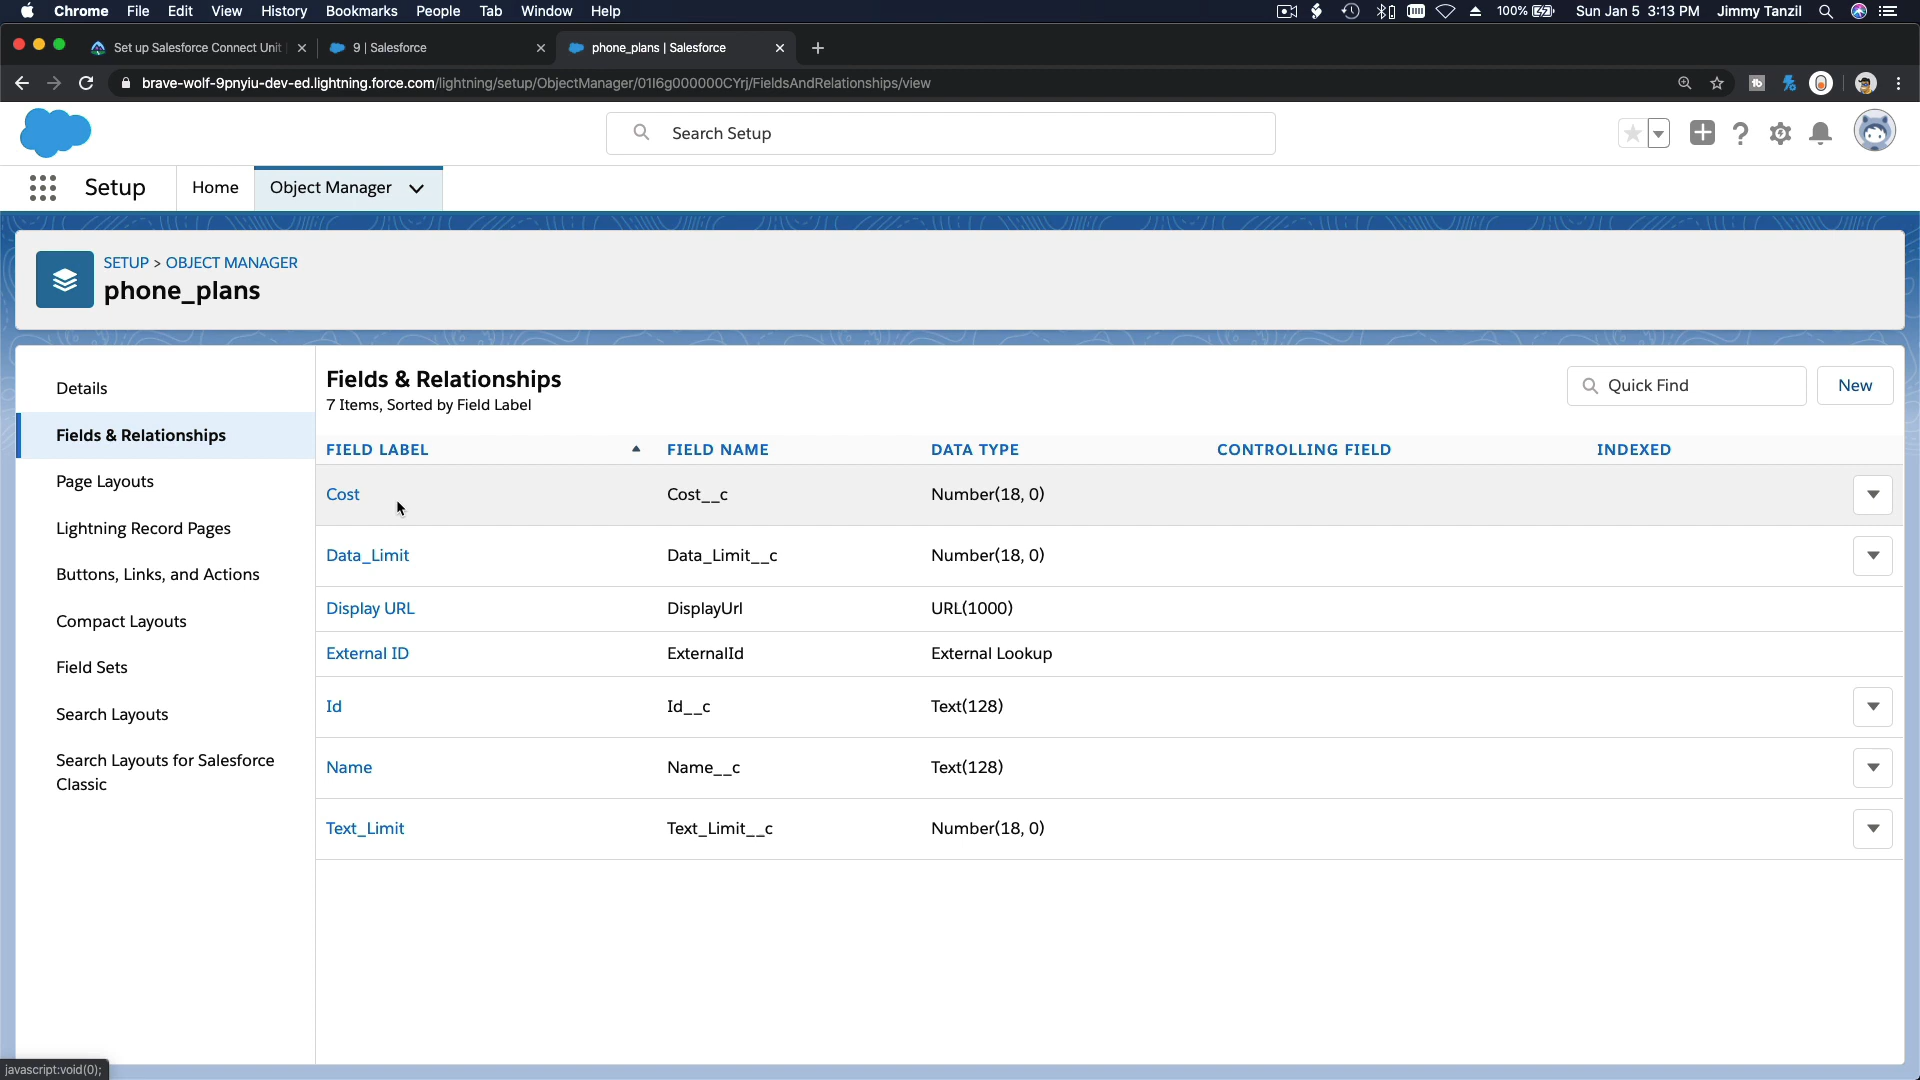 Chrome File Edit View History Bookmarks People Tab Window Help 100% Sun Jan 5 3:13 PM Jimmy Tanzil
Set up Salesforce Connect Unit 9 | Salesforce phone_plans | Salesforce
brave-wolf-9pnyiu-dev-ed.lightning.force.com/lightning/setup/ObjectManager/01I6g000000CYrj/FieldsAndRelationships/view
Search Setup
Setup Home Object Manager
SETUP > OBJECT MANAGER
phone_plans
Details
Fields & Relationships
Page Layouts
Lightning Record Pages
Buttons, Links, and Actions
Compact Layouts
Field Sets
Search Layouts
Search Layouts for Salesforce
Classic
Fields & Relationships
7 Items, Sorted by Field Label
Quick Find New
FIELD LABEL FIELD NAME DATA TYPE CONTROLLING FIELD INDEXED
Cost Cost__c Number(18, 0)
Data_Limit Data_Limit__c Number(18, 0)
Display URL DisplayUrl URL(1000)
External ID ExternalId External Lookup
Id Id__c Text(128)
Name Name__c Text(128)
Text_Limit Text_Limit__c Number(18, 0)
javascript:void(0);